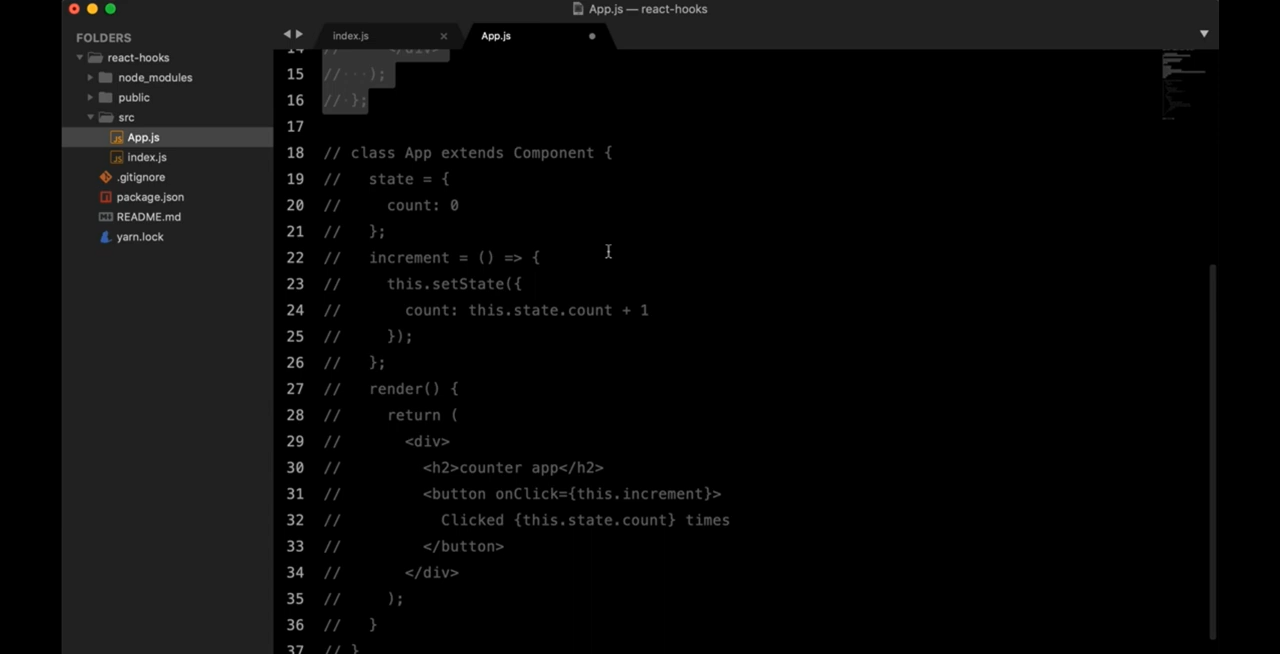 App.js — react-hooks
FOLDERS
react-hooks
node_modules
public
src
App.js
index.js
.gitignore
package.json
README.md
yarn.lock
index.js
App.js
14 // </div>
15 //···);
16 //·};
17
18 // class App extends Component {
19 //   state = {
20 //     count: 0
21 //   };
22 //   increment = () => {
23 //     this.setState({
24 //       count: this.state.count + 1
25 //     });
26 //   };
27 //   render() {
28 //     return (
29 //       <div>
30 //         <h2>counter app</h2>
31 //         <button onClick={this.increment}>
32 //           Clicked {this.state.count} times
33 //         </button>
34 //       </div>
35 //     );
36 //   }
37 // }